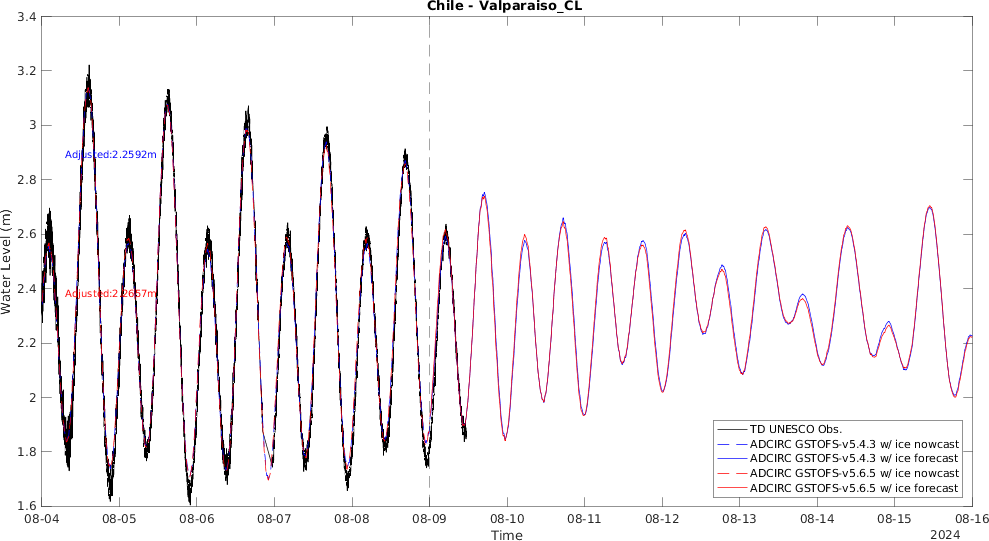 Chile - Valparaiso_CL
3.4
3.2
3
2.8
2.6
2.4
2.2
2
1.8
1.6
Water Level (m)
Adjusted:2.2592m
Adjusted:2.2657m
TD UNESCO Obs.
ADCIRC GSTOFS-v5.4.3 w/ ice nowcast
ADCIRC GSTOFS-v5.4.3 w/ ice forecast
ADCIRC GSTOFS-v5.6.5 w/ ice nowcast
ADCIRC GSTOFS-v5.6.5 w/ ice forecast
08-04 08-05 08-06 08-07 08-08 08-09 08-10 08-11 08-12 08-13 08-14 08-15 08-16
Time
2024